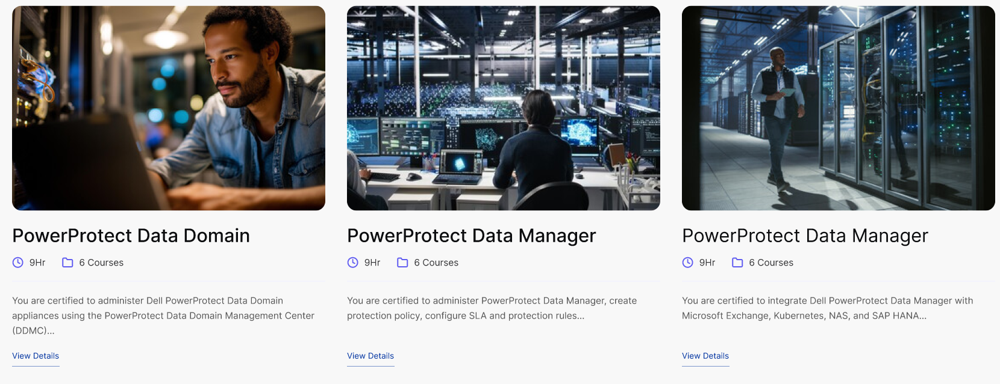 PowerProtect Data Domain
9Hr
6 Courses
You are certified to administer Dell PowerProtect Data Domain
appliances using the PowerProtect Data Domain Management Center
(DDMC)...
View Details
PowerProtect Data Manager
9Hr
6 Courses
You are certified to administer PowerProtect Data Manager, create
protection policy, configure SLA and protection rules...
View Details
PowerProtect Data Manager
9Hr
6 Courses
You are certified to integrate Dell PowerProtect Data Manager with
Microsoft Exchange, Kubernetes, NAS, and SAP HANA...
View Details